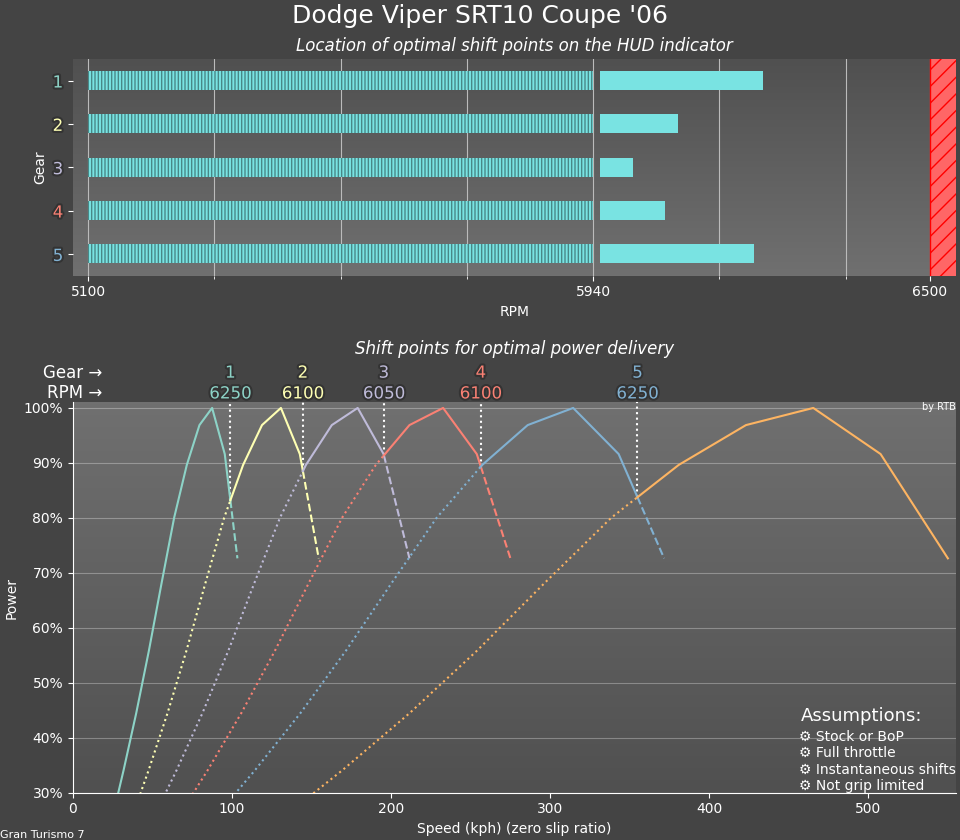 Dodge Viper SRT10 Coupe '06
Location of optimal shift points on the HUD indicator
Gear
1
2
3
4
5
5100 5940 6500
RPM
Shift points for optimal power delivery
Gear → 1 2 3 4 5
RPM → 6250 6100 6050 6100 6250
by RTB
Power
100%
90%
80%
70%
60%
50%
40%
30%
Assumptions:
⚙ Stock or BoP
⚙ Full throttle
⚙ Instantaneous shifts
⚙ Not grip limited
0 100 200 300 400 500
Speed (kph) (zero slip ratio)
Gran Turismo 7